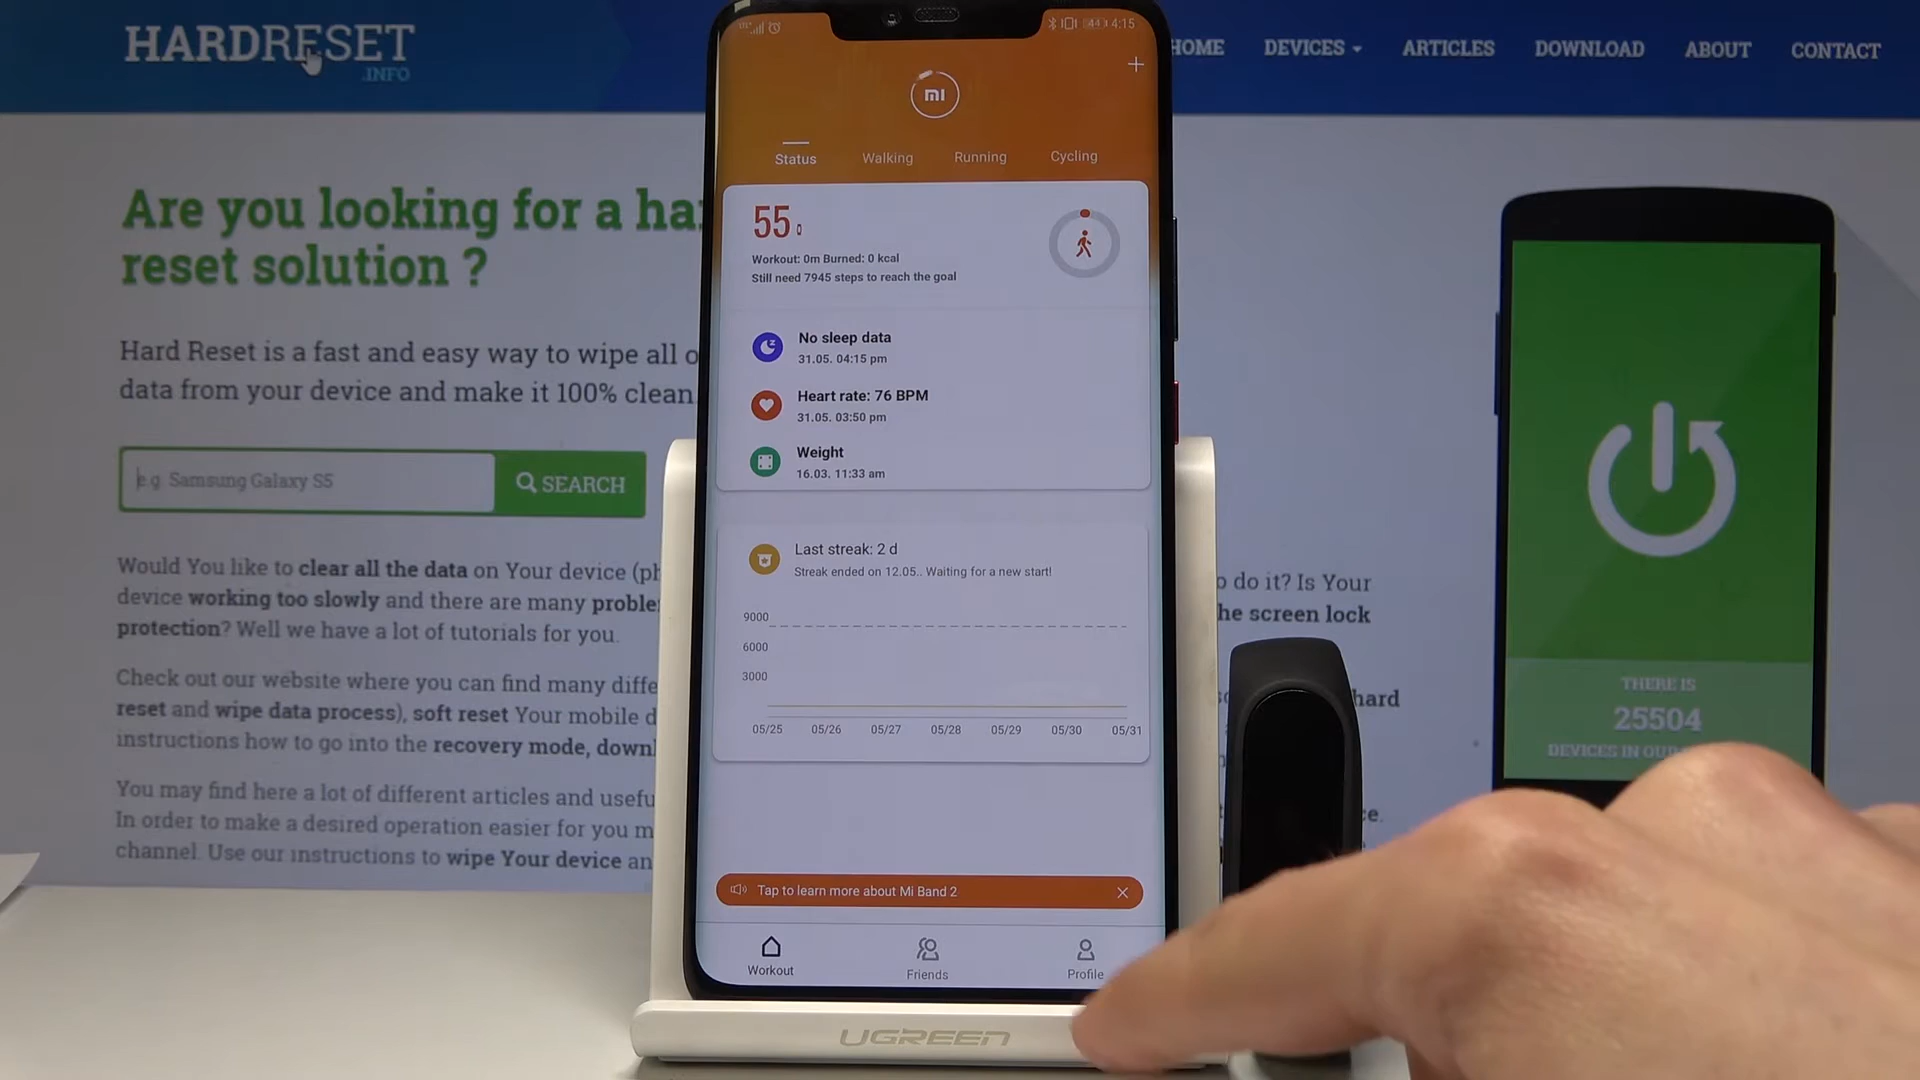 HARDRESET
.INFO
HOME DEVICES ARTICLES DOWNLOAD ABOUT CONTACT
Are you looking for a ha
reset solution ?
Hard Reset is a fast and easy way to wipe all o
data from your device and make it 100% clean.
e.g. Samsung Galaxy S5
SEARCH
Would You like to clear all the data on Your device (ph
device working too slowly and there are many proble
protection? Well we have a lot of tutorials for you.
Check out our website where you can find many diffe
reset and wipe data process), soft reset Your mobile d
instructions how to go into the recovery mode, downl
You may find here a lot of different articles and usefu
In order to make a desired operation easier for you
channel. Use our instructions to wipe Your device an
44 4:15
mi
Status Walking Running Cycling
55
Workout: 0m Burned: 0 kcal
Still need 7945 steps to reach the goal
No sleep data
31.05. 04:15 pm
Heart rate: 76 BPM
31.05. 03:50 pm
Weight
16.03. 11:33 am
Last streak: 2 d
Streak ended on 12.05.. Waiting for a new start!
9000
6000
3000
05/25 05/26 05/27 05/28 05/29 05/30 05/31
Tap to learn more about Mi Band 2
Workout Friends Profile
UGREEN
o do it? Is Your
he screen lock
hard
ce.
THERE IS
25504
DEVICES IN OUR